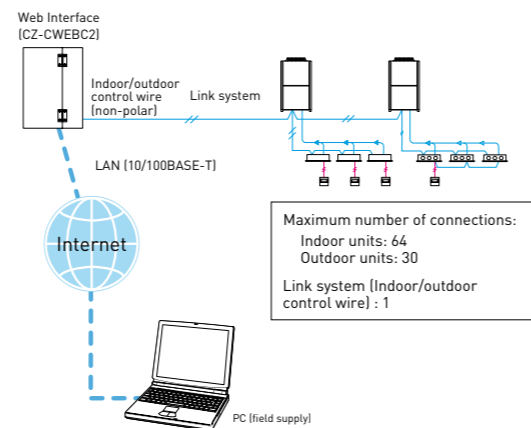 Web Interface
(CZ-CWEBC2)
Indoor/outdoor
control wire
(non-polar)
Link system
LAN (10/100BASE-T)
Internet
Maximum number of connections:
Indoor units: 64
Outdoor units: 30
Link system (Indoor/outdoor
control wire) : 1
PC (field supply)